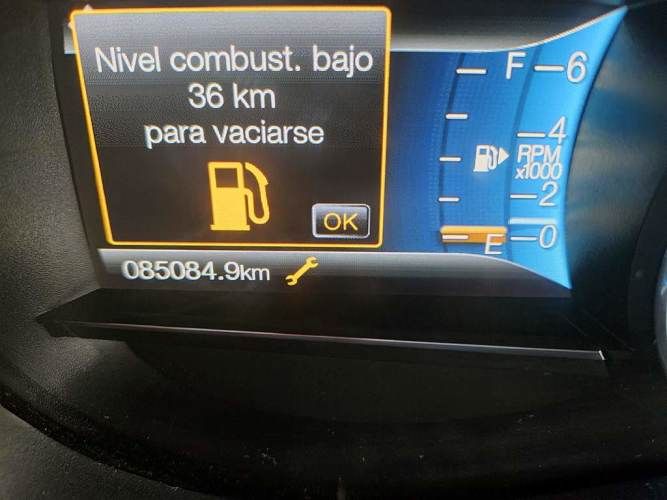 Nivel combust. bajo
36 km
para vaciarse
OK
F
E
6
4
RPM
x1000
2
0
085084.9km